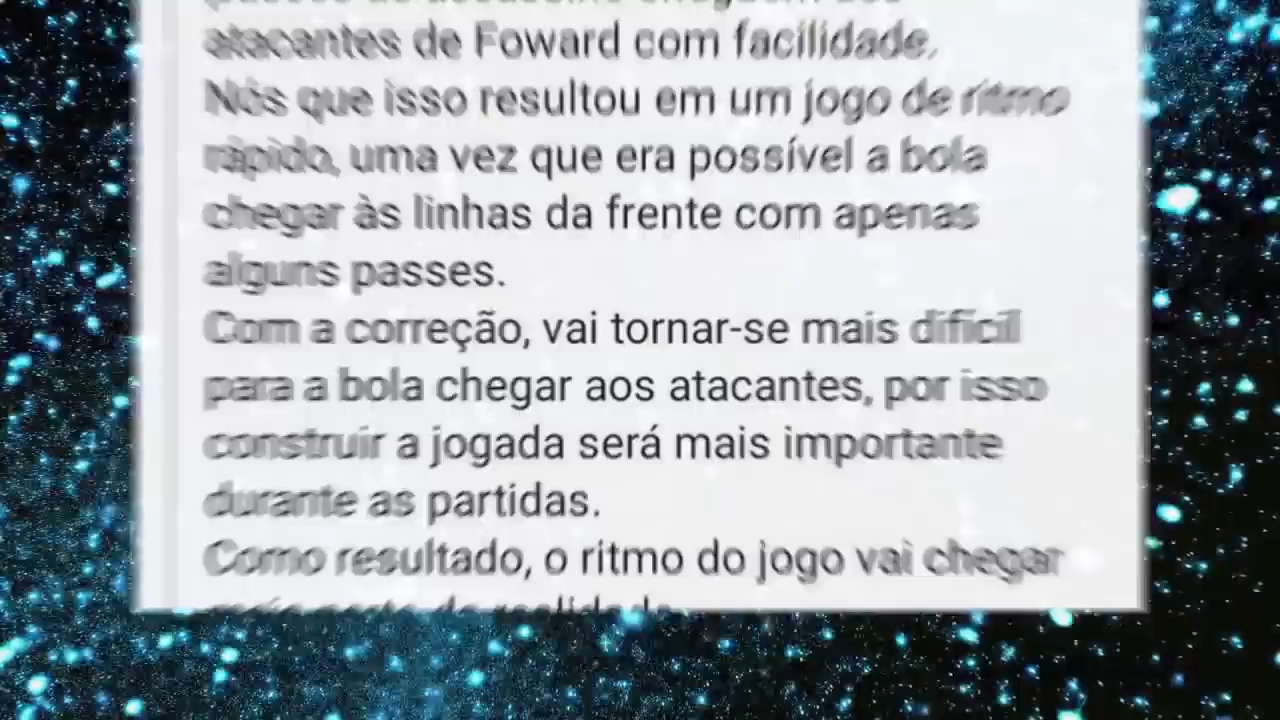 atacantes de Foward com facilidade.
Nós que isso resultou em um jogo de ritmo
rápido, uma vez que era possível a bola
chegar às linhas da frente com apenas
alguns passes.
Com a correção, vai tornar-se mais difícil
para a bola chegar aos atacantes, por isso
construir a jogada será mais importante
durante as partidas.
Como resultado, o ritmo do jogo vai chegar